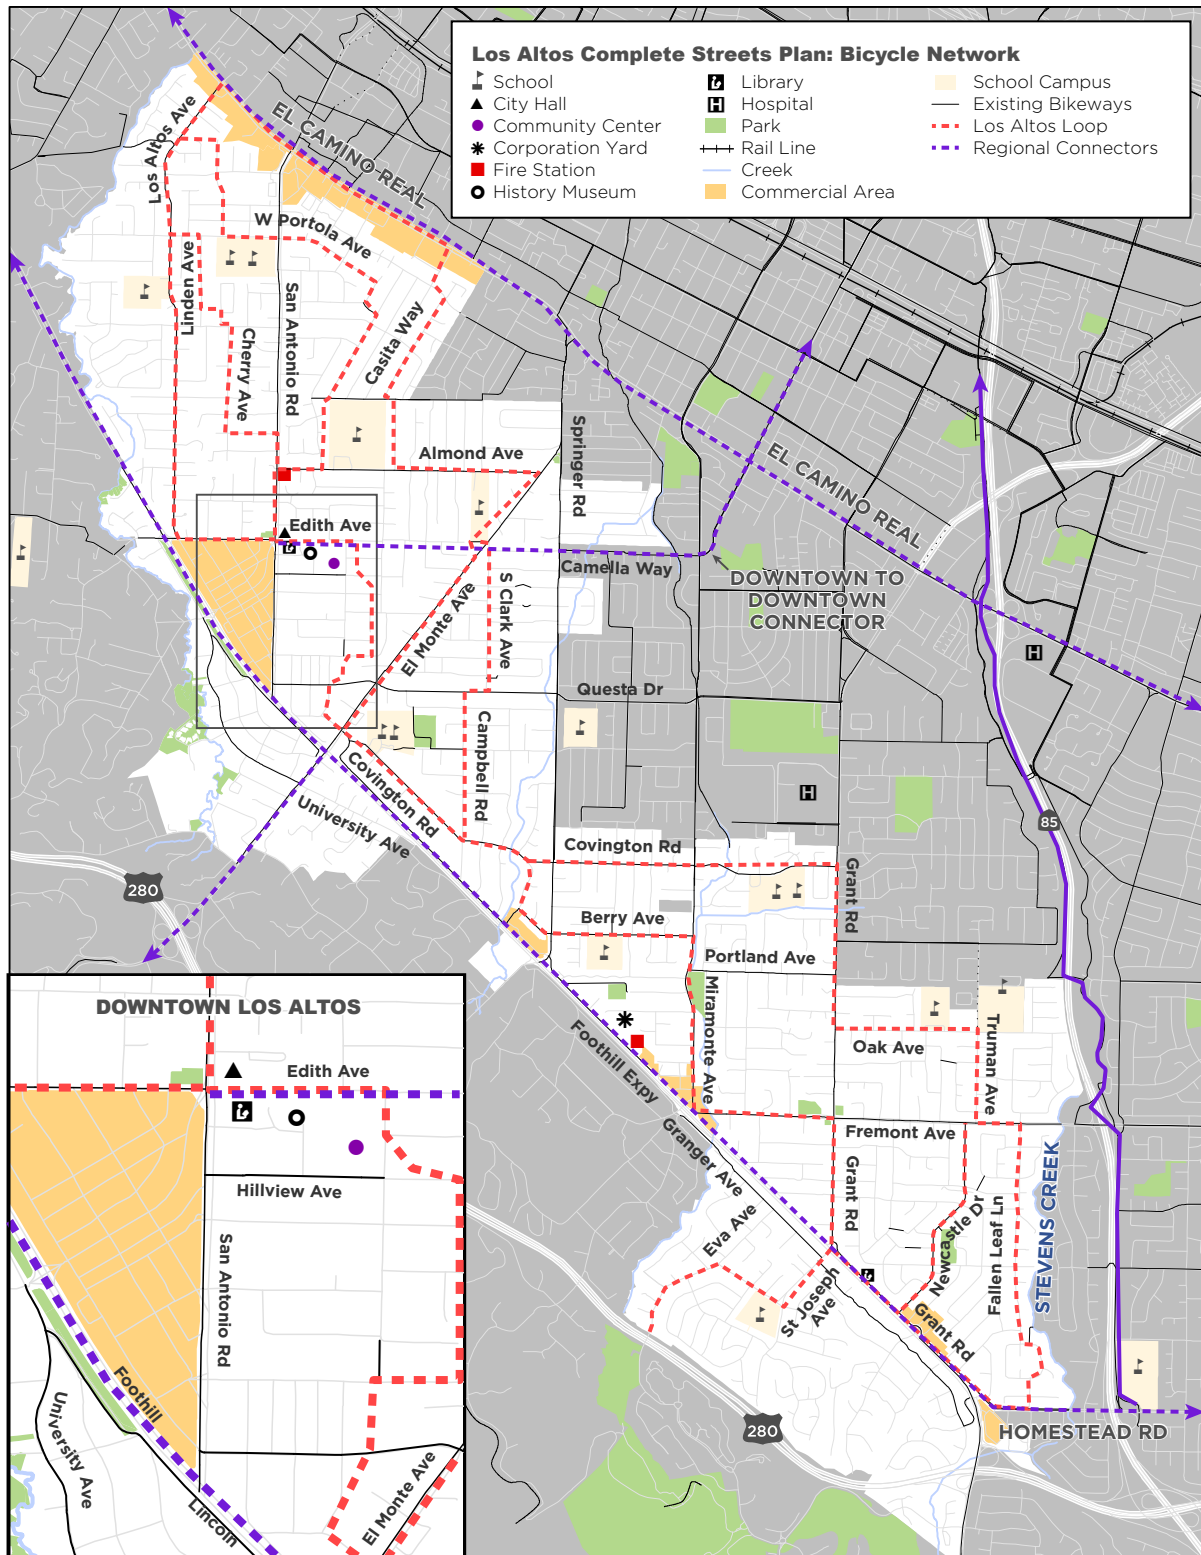 Los Altos Complete Streets Plan: Bicycle Network
School
City Hall
Community Center
Corporation Yard
Fire Station
History Museum
Library
Hospital
Park
Rail Line
Creek
Commercial Area
School Campus
Existing Bikeways
Los Altos Loop
Regional Connectors
EL CAMINO REAL
Los Altos Ave
W Portola Ave
Linden Ave
San Antonio Rd
Cherry Ave
Casita Way
Springer Rd
Almond Ave
EL CAMINO REAL
Edith Ave
Camella Way
DOWNTOWN TO
DOWNTOWN
CONNECTOR
S Clark Ave
El Monte Ave
H
Questa Dr
Campbell Rd
Covington Rd
University Ave
H
85
Covington Rd
Grant Rd
280
Berry Ave
Portland Ave
Miramonte Ave
Foothill Expy
Oak Ave
Truman Ave
Fremont Ave
Granger Ave
Grant Rd
Eva Ave
Newcastle Dr
Fallen Leaf Ln
STEVENS CREEK
St Joseph
Ave
Grant Rd
280
HOMESTEAD RD
DOWNTOWN LOS ALTOS
Edith Ave
Hillview Ave
San Antonio Rd
Foothill
University Ave
El Monte Ave
Lincoln